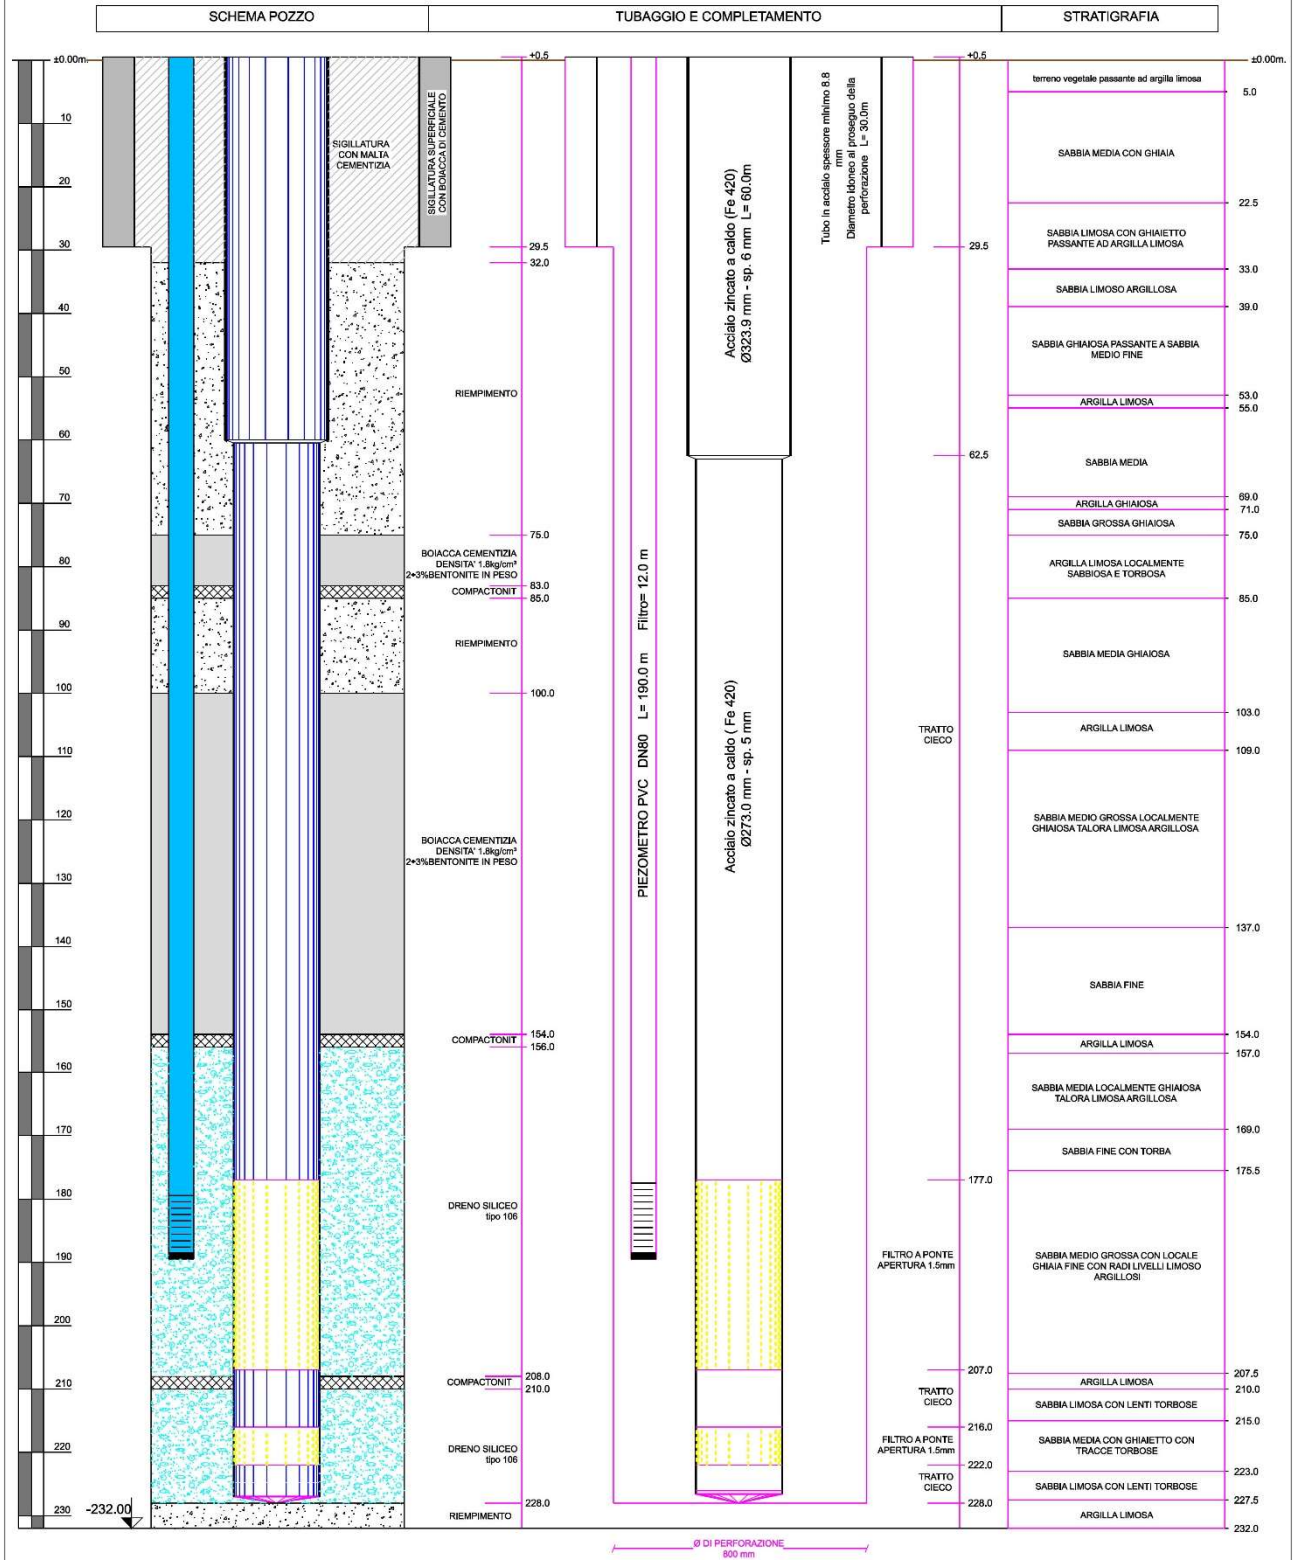 SCHEMA POZZO
TUBAGGIO E COMPLETAMENTO
STRATIGRAFIA
±0.00m.
10
20
30
40
50
60
70
80
90
100
110
120
130
140
150
160
170
180
190
200
210
220
230
-232.00
SIGILLATURA
CON MALTA
CEMENTIZIA
SIGILLATURA SUPERFICIALE
CON BOIACCA DI CEMENTO
+0.5
29.5
32.0
RIEMPIMENTO
75.0
BOIACCA CEMENTIZIA
DENSITA' 1.8kg/cm³
2÷3%BENTONITE IN PESO
83.0
COMPACTONIT
85.0
RIEMPIMENTO
100.0
BOIACCA CEMENTIZIA
DENSITA' 1.8kg/cm³
2÷3%BENTONITE IN PESO
154.0
COMPACTONIT
156.0
DRENO SILICEO
tipo 106
208.0
COMPACTONIT
210.0
DRENO SILICEO
tipo 106
228.0
RIEMPIMENTO
PIEZOMETRO PVC DN80 L= 190.0 m Filtro= 12.0 m
Acciaio zincato a caldo (Fe 420)
Ø323.9 mm - sp. 6 mm L= 60.0m
Acciaio zincato a caldo ( Fe 420)
Ø273.0 mm - sp. 5 mm
Tubo in acciaio spessore minimo 8.8
mm
Diametro idoneo al proseguo della
perforazione L= 30.0m
+0.5
29.5
62.5
TRATTO
CIECO
177.0
FILTRO A PONTE
APERTURA 1.5mm
207.0
TRATTO
CIECO
216.0
FILTRO A PONTE
APERTURA 1.5mm
222.0
TRATTO
CIECO
228.0
Ø DI PERFORAZIONE
800 mm
±0.00m.
terreno vegetale passante ad argilla limosa
5.0
SABBIA MEDIA CON GHIAIA
22.5
SABBIA LIMOSA CON GHIAIETTO
PASSANTE AD ARGILLA LIMOSA
33.0
SABBIA LIMOSO ARGILLOSA
39.0
SABBIA GHIAIOSA PASSANTE A SABBIA
MEDIO FINE
53.0
ARGILLA LIMOSA
55.0
SABBIA MEDIA
69.0
ARGILLA GHIAIOSA
71.0
SABBIA GROSSA GHIAIOSA
75.0
ARGILLA LIMOSA LOCALMENTE
SABBIOSA E TORBOSA
85.0
SABBIA MEDIA GHIAIOSA
103.0
ARGILLA LIMOSA
109.0
SABBIA MEDIO GROSSA LOCALMENTE
GHIAIOSA TALORA LIMOSA ARGILLOSA
137.0
SABBIA FINE
154.0
ARGILLA LIMOSA
157.0
SABBIA MEDIA LOCALMENTE GHIAIOSA
TALORA LIMOSA ARGILLOSA
169.0
SABBIA FINE CON TORBA
175.5
SABBIA MEDIO GROSSA CON LOCALE
GHIAIA FINE CON RADI LIVELLI LIMOSO
ARGILLOSI
207.5
ARGILLA LIMOSA
210.0
SABBIA LIMOSA CON LENTI TORBOSE
215.0
SABBIA MEDIA CON GHIAIETTO CON
TRACCE TORBOSE
223.0
SABBIA LIMOSA CON LENTI TORBOSE
227.5
ARGILLA LIMOSA
232.0